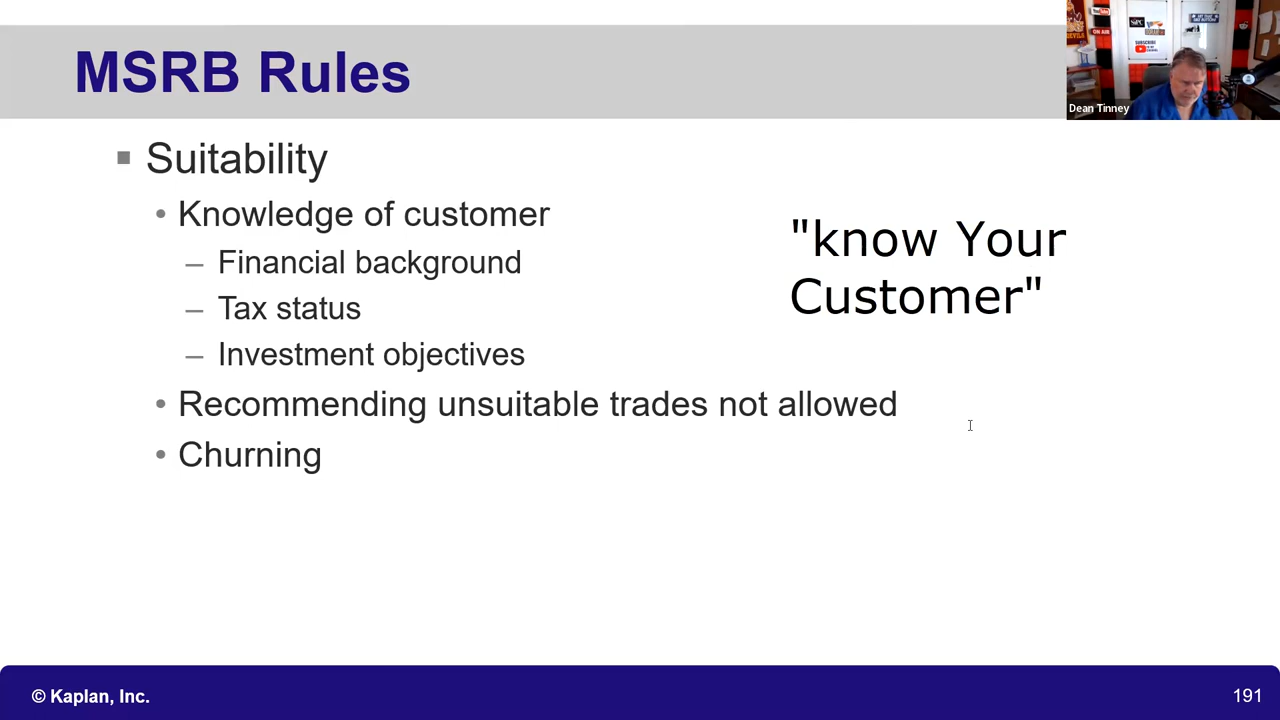 MSRB Rules
Dean Tinney
Suitability
Knowledge of customer
Financial background
Tax status
Investment objectives
Recommending unsuitable trades not allowed
Churning
"know Your
Customer"
© Kaplan, Inc.
191